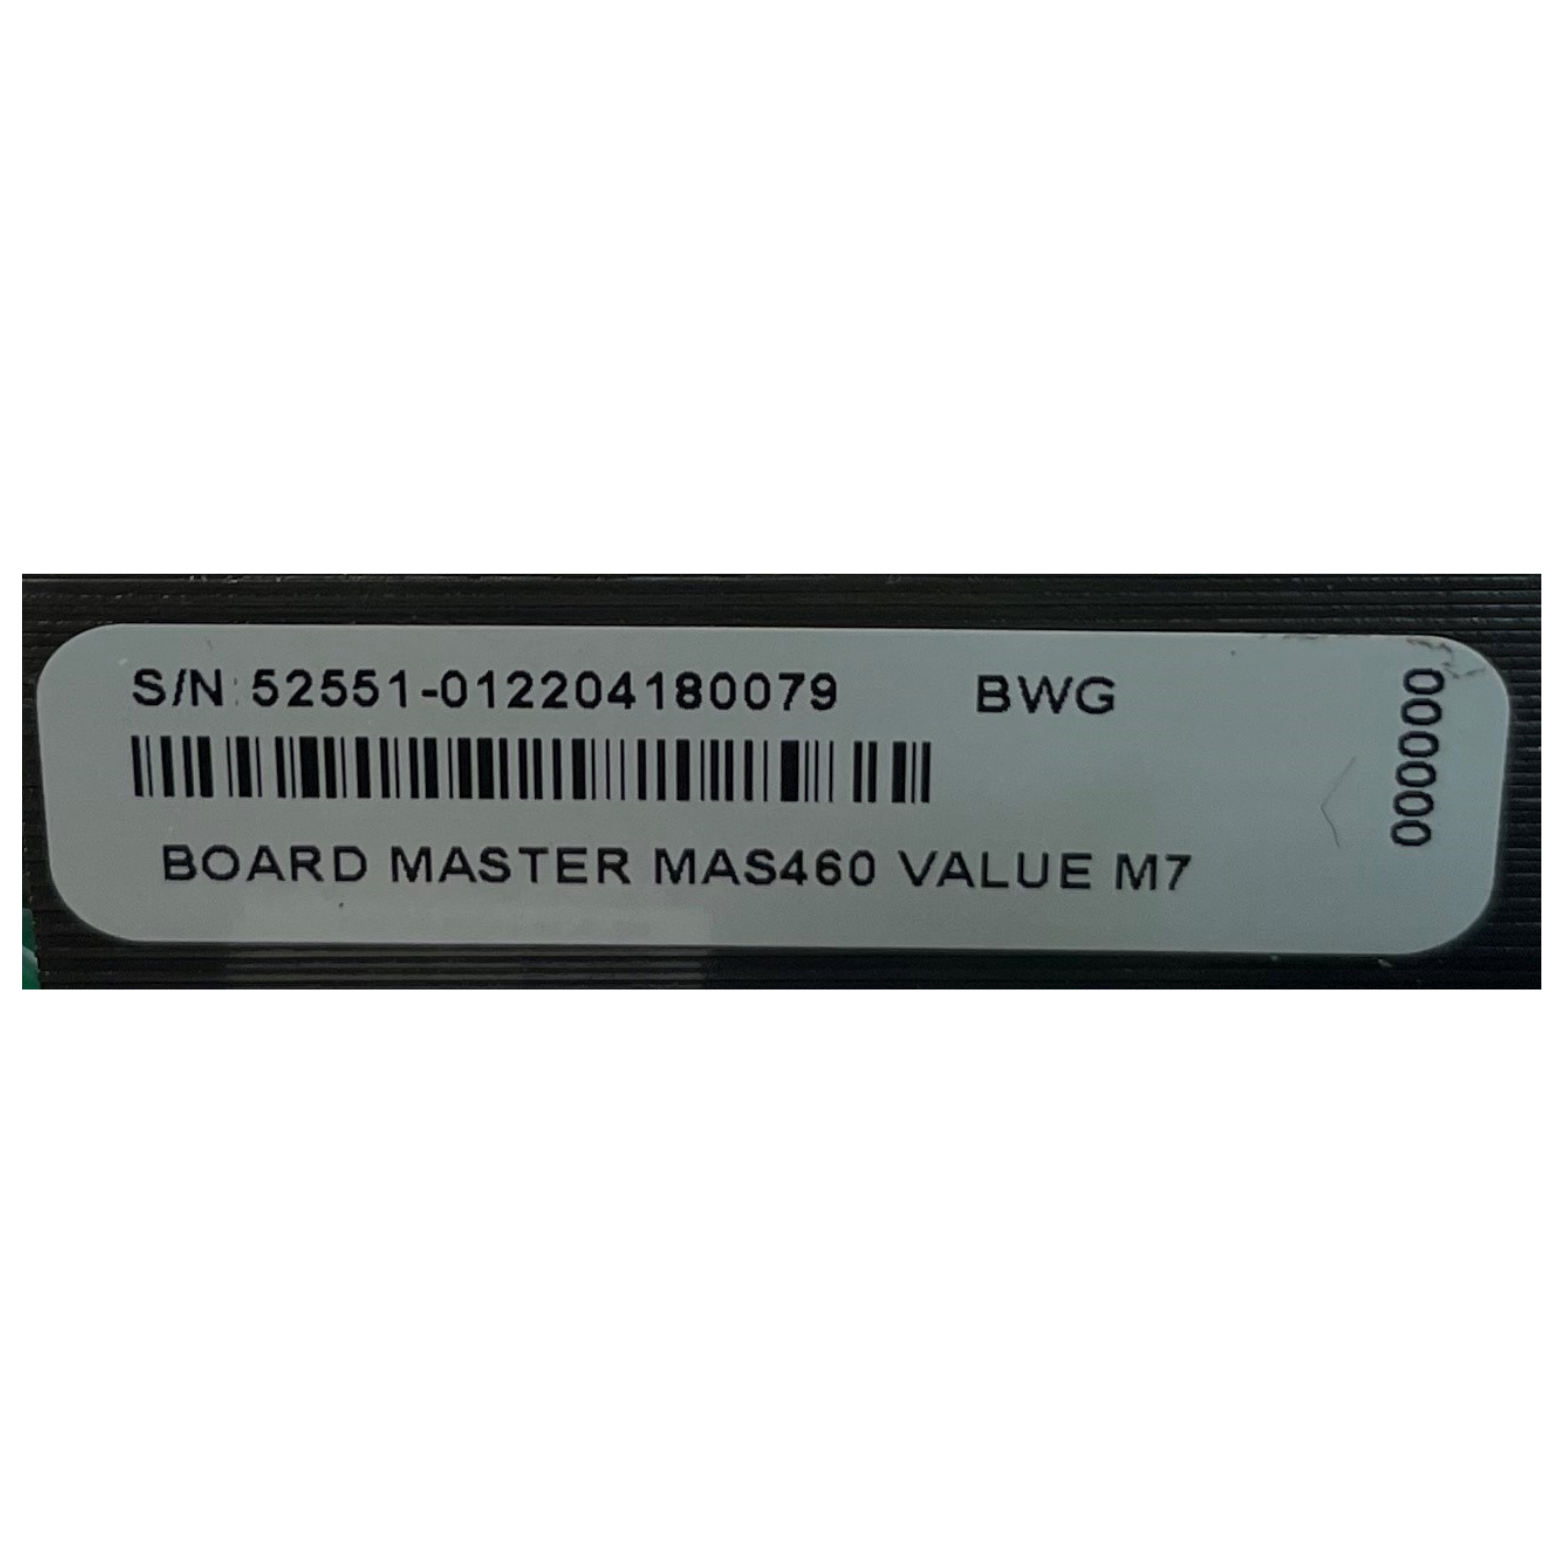 S/N: 52551-012204180079 BWG
BOARD MASTER MAS460 VALUE M7
000000